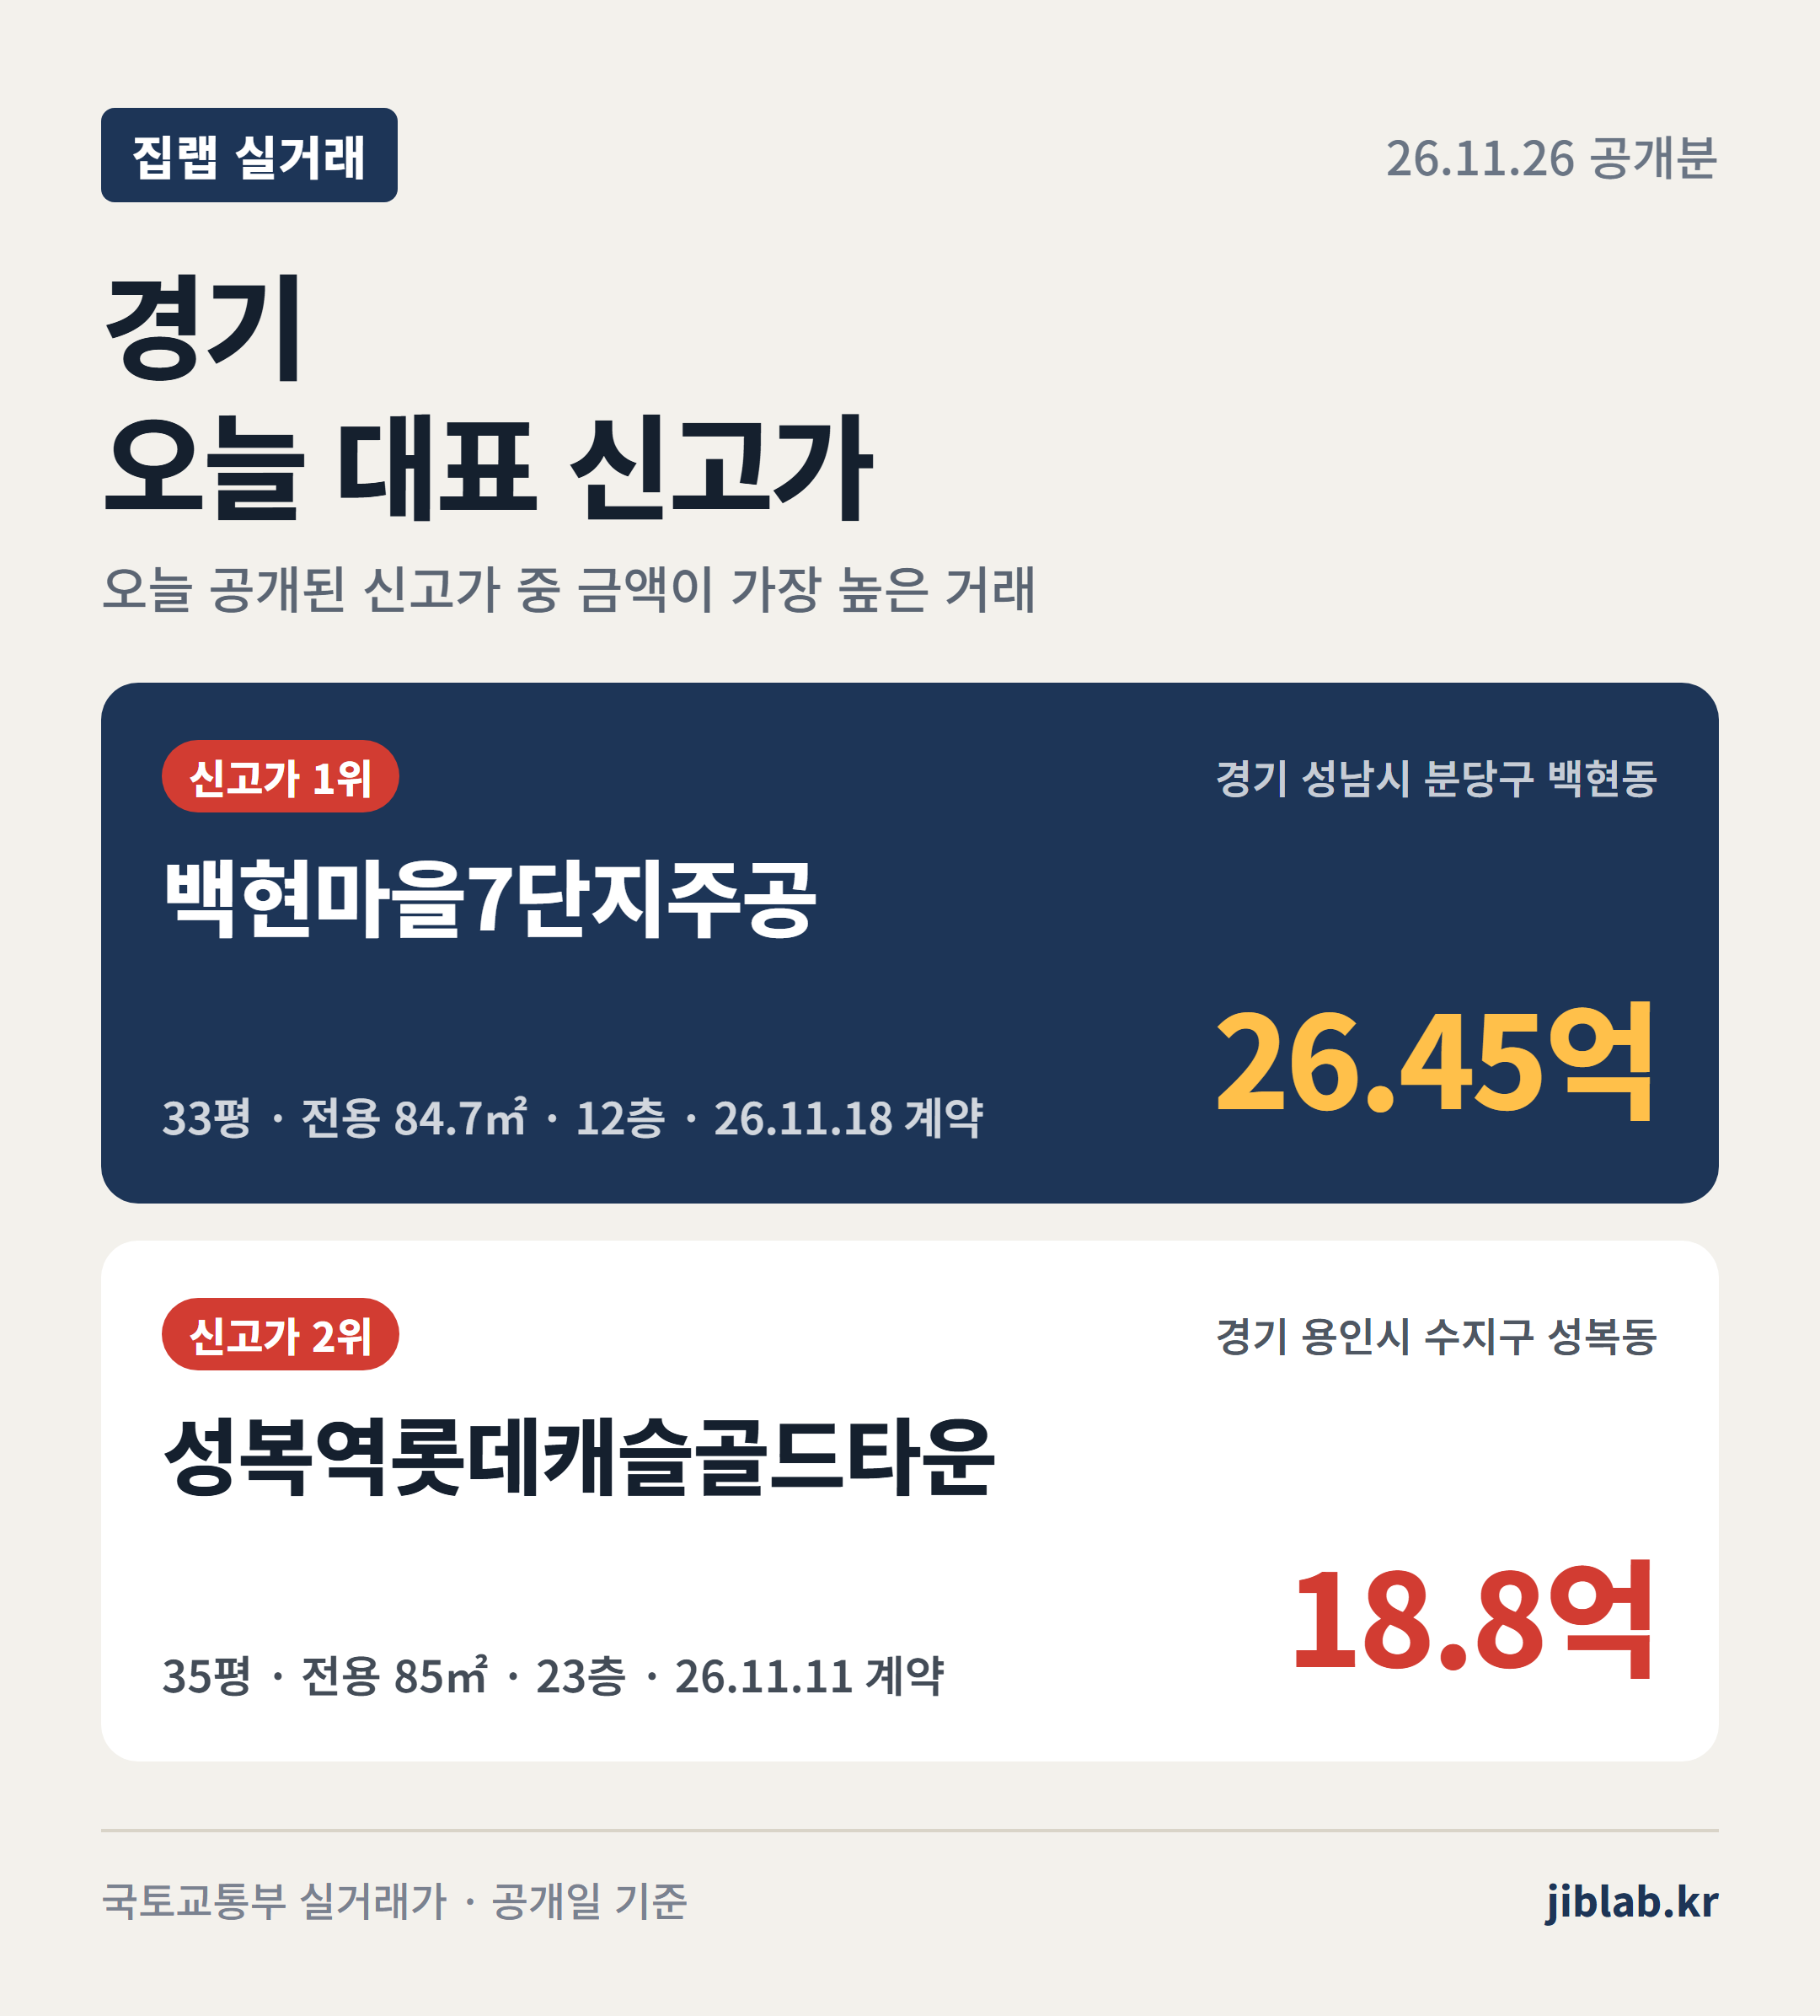 집랩 실거래
26.11.26 공개분
경기
오늘 대표 신고가
오늘 공개된 신고가 중 금액이 가장 높은 거래
신고가 1위
경기 성남시 분당구 백현동
백현마을7단지주공
26.45억
33평 · 전용 84.7㎡ · 12층 · 26.11.18 계약
신고가 2위
경기 용인시 수지구 성복동
성복역롯데캐슬골드타운
18.8억
35평 · 전용 85㎡ · 23층 · 26.11.11 계약
국토교통부 실거래가 · 공개일 기준
jiblab.kr